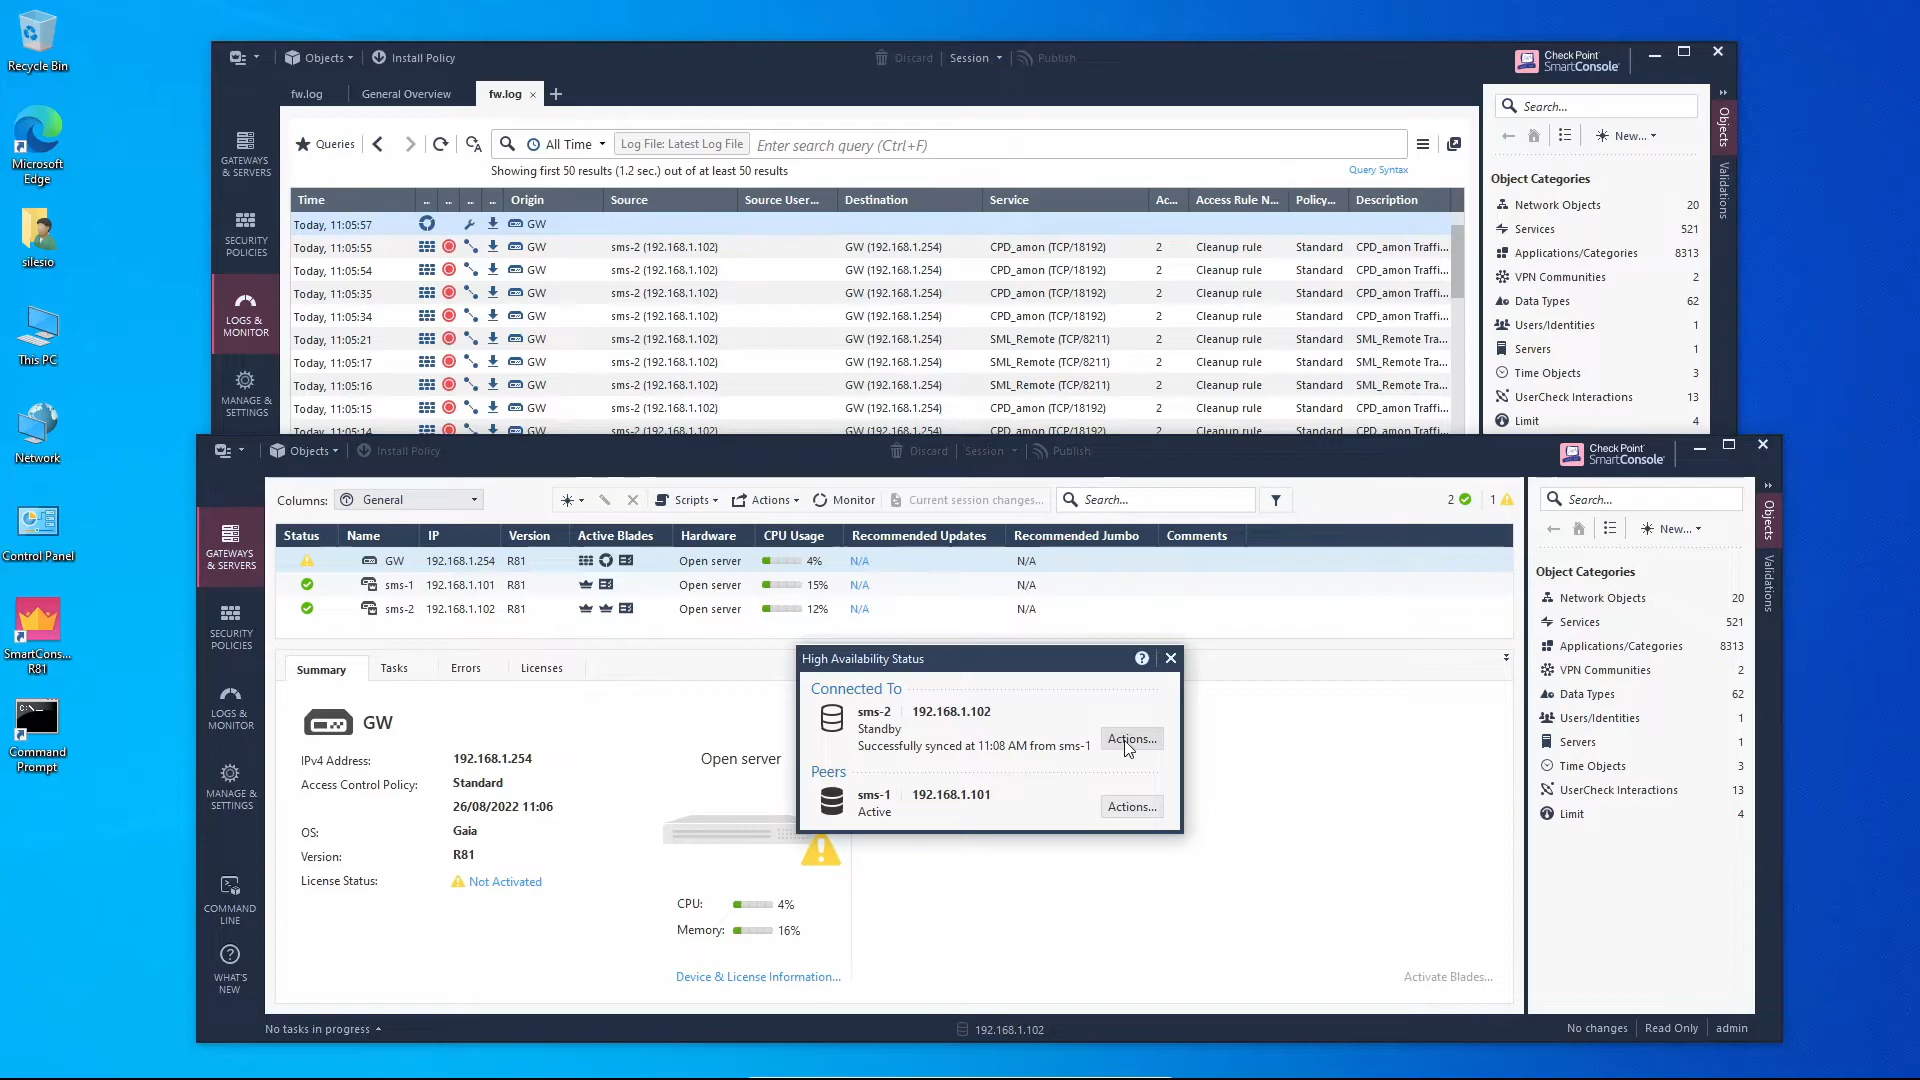 Recycle Bin
Microsoft Edge
silesio
This PC
Network
Control Panel
SmartCons... R81
Command Prompt
Objects
Install Policy
Discard
Session
Publish
Check Point SmartConsole
fw.log
General Overview
fw.log
GATEWAYS & SERVERS
SECURITY POLICIES
LOGS & MONITOR
MANAGE & SETTINGS
Queries
All Time
Log File: Latest Log File
Enter search query (Ctrl+F)
Showing first 50 results (1.2 sec.) out of at least 50 results
Query Syntax
Time .. .. .. .. Origin Source Source User... Destination Service Ac... Access Rule N... Policy... Description
Today, 11:05:57 GW
Today, 11:05:55 GW sms-2 (192.168.1.102) GW (192.168.1.254) CPD_amon (TCP/18192) 2 Cleanup rule Standard CPD_amon Traffi...
Today, 11:05:54 GW sms-2 (192.168.1.102) GW (192.168.1.254) CPD_amon (TCP/18192) 2 Cleanup rule Standard CPD_amon Traffi...
Today, 11:05:35 GW sms-2 (192.168.1.102) GW (192.168.1.254) CPD_amon (TCP/18192) 2 Cleanup rule Standard CPD_amon Traffi...
Today, 11:05:34 GW sms-2 (192.168.1.102) GW (192.168.1.254) CPD_amon (TCP/18192) 2 Cleanup rule Standard CPD_amon Traffi...
Today, 11:05:21 GW sms-2 (192.168.1.102) GW (192.168.1.254) SML_Remote (TCP/8211) 2 Cleanup rule Standard SML_Remote Tra...
Today, 11:05:17 GW sms-2 (192.168.1.102) GW (192.168.1.254) SML_Remote (TCP/8211) 2 Cleanup rule Standard SML_Remote Tra...
Today, 11:05:16 GW sms-2 (192.168.1.102) GW (192.168.1.254) SML_Remote (TCP/8211) 2 Cleanup rule Standard SML_Remote Tra...
Today, 11:05:15 GW sms-2 (192.168.1.102) GW (192.168.1.254) CPD_amon (TCP/18192) 2 Cleanup rule Standard CPD_amon Traffi...
Today, 11:05:14 GW sms-2 (192.168.1.102) GW (192.168.1.254) CPD_amon (TCP/18192) 2 Cleanup rule Standard CPD_amon Traffi...
Search...
New...
Object Categories
Network Objects 20
Services 521
Applications/Categories 8313
VPN Communities 2
Data Types 62
Users/Identities 1
Servers 1
Time Objects 3
UserCheck Interactions 13
Limit 4
Objects
Validations
Objects
Install Policy
Discard
Session
Publish
Check Point SmartConsole
GATEWAYS & SERVERS
SECURITY POLICIES
LOGS & MONITOR
MANAGE & SETTINGS
COMMAND LINE
WHAT'S NEW
Columns:
General
Scripts
Actions
Monitor
Current session changes...
Search...
2
1
Status Name IP Version Active Blades Hardware CPU Usage Recommended Updates Recommended Jumbo Comments
GW 192.168.1.254 R81 Open server 4% N/A N/A
sms-1 192.168.1.101 R81 Open server 15% N/A N/A
sms-2 192.168.1.102 R81 Open server 12% N/A N/A
Summary
Tasks
Errors
Licenses
GW
IPv4 Address: 192.168.1.254
Access Control Policy: Standard
26/08/2022 11:06
OS: Gaia
Version: R81
License Status: Not Activated
Open server
CPU: 4%
Memory: 16%
Device & License Information...
Activate Blades...
High Availability Status
Connected To
sms-2 192.168.1.102
Standby
Successfully synced at 11:08 AM from sms-1
Actions...
Peers
sms-1 192.168.1.101
Active
Actions...
Search...
New...
Object Categories
Network Objects 20
Services 521
Applications/Categories 8313
VPN Communities 2
Data Types 62
Users/Identities 1
Servers 1
Time Objects 3
UserCheck Interactions 13
Limit 4
Objects
Validations
No tasks in progress
192.168.1.102
No changes
Read Only
admin